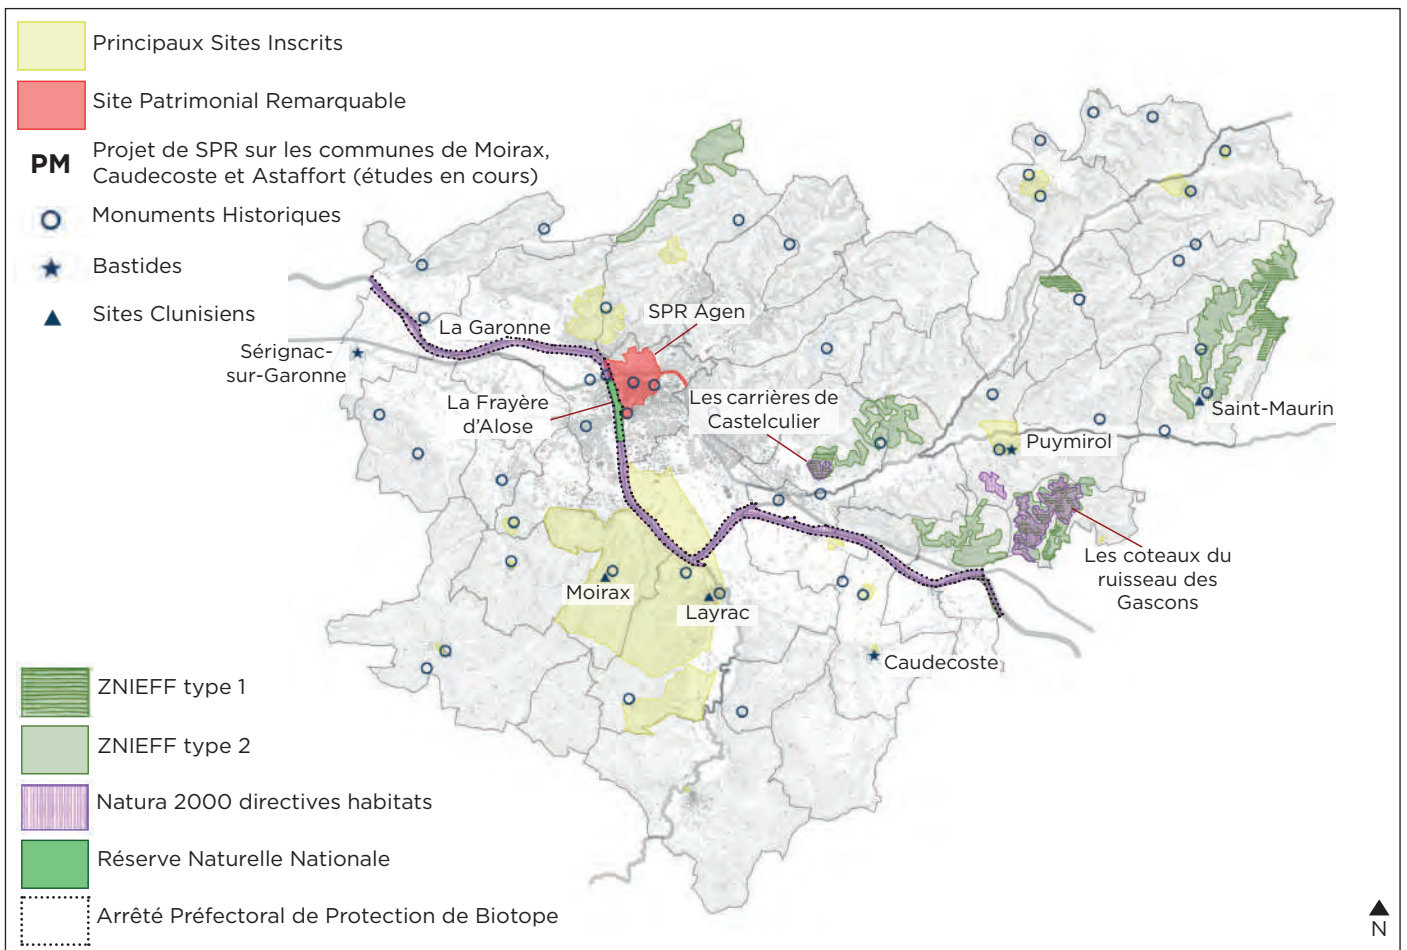 Principaux Sites Inscrits
Site Patrimonial Remarquable
PM
Projet de SPR sur les communes de Moirax,
Caudecoste et Astaffort (études en cours)
Monuments Historiques
Bastides
Sites Clunisiens
La Garonne
SPR Agen
Sérignac-
sur-Garonne
La Frayère
d'Alose
Les carrières de
Castelculier
Saint-Maurin
Puymirol
Les coteaux du
ruisseau des
Gascons
Moirax
Layrac
Caudecoste
ZNIEFF type 1
ZNIEFF type 2
Natura 2000 directives habitats
Réserve Naturelle Nationale
Arrêté Préfectoral de Protection de Biotope
N